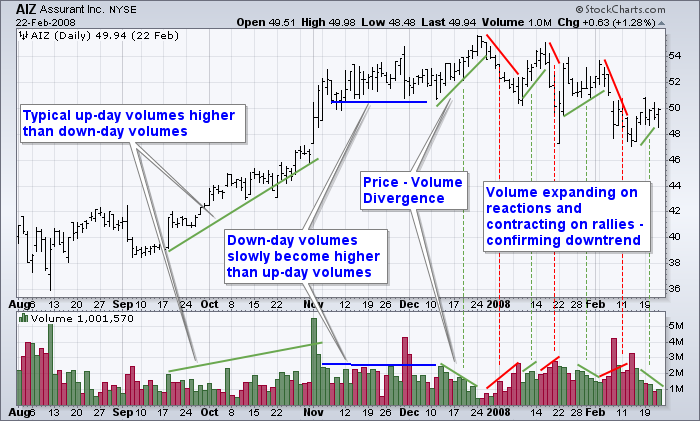 AIZ Assurant Inc. NYSE
© StockCharts.com
22-Feb-2008
Open 49.51 High 49.98 Low 48.48 Last 49.94 Volume 1.0M Chg +0.63 (+1.28%)
AIZ (Daily) 49.94 (22 Feb)
Typical up-day volumes higher
than down-day volumes
Price - Volume
Divergence
Down-day volumes
slowly become higher
than up-day volumes
Volume expanding on
reactions and
contracting on rallies -
confirming downtrend
54
52
50
48
46
44
42
40
38
36
Aug 6 13 20 27 Sep 10 17 24 Oct 8 15 22 Nov 12 19 26 Dec 10 17 24 2008 14 22 Feb 11 19
Volume 1,001,570
5M
4M
3M
2M
1M
Aug 6 13 20 27 Sep 10 17 24 Oct 8 15 22 Nov 12 19 26 Dec 10 17 24 2008 14 22 Feb 11 19